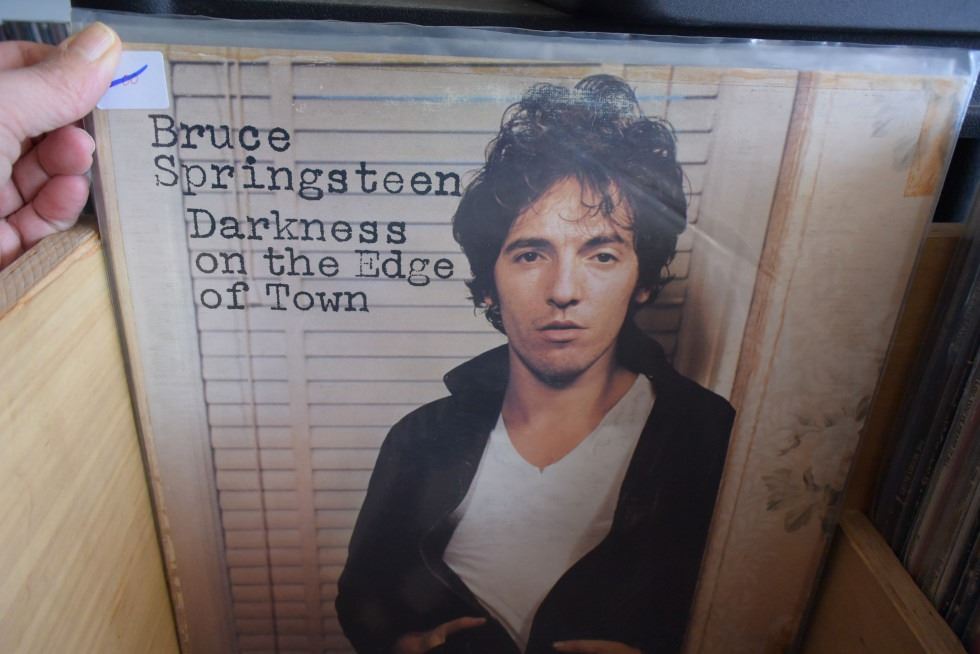 Bruce
Springsteen
Darkness
on the Edge
of Town